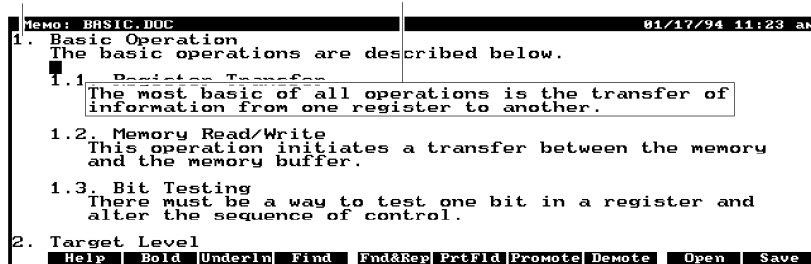 Memo: BASIC.DOC 01/17/94 11:23 am
1. Basic Operation
The basic operations are described below.
1.1. Register Transfer
The most basic of all operations is the transfer of
information from one register to another.
1.2. Memory Read/Write
This operation initiates a transfer between the memory
and the memory buffer.
1.3. Bit Testing
There must be a way to test one bit in a register and
alter the sequence of control.
2. Target Level
Help Bold Underln Find Fnd&Rep PrtFld Promote Demote Open Save